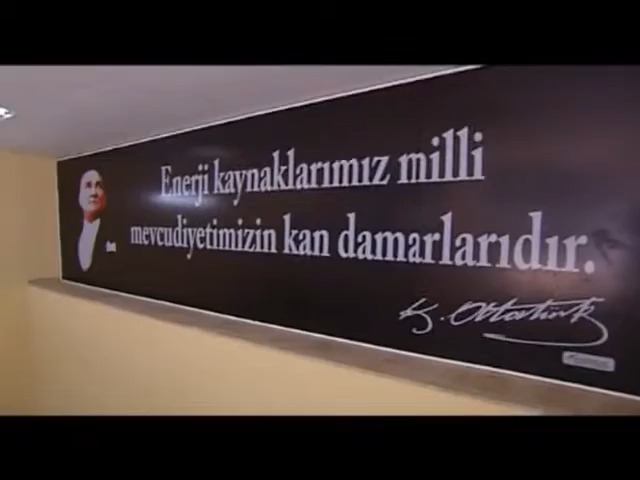 Enerji kaynaklarımız milli
mevcudiyetimizin kan damarlarıdır.
K. Atatürk